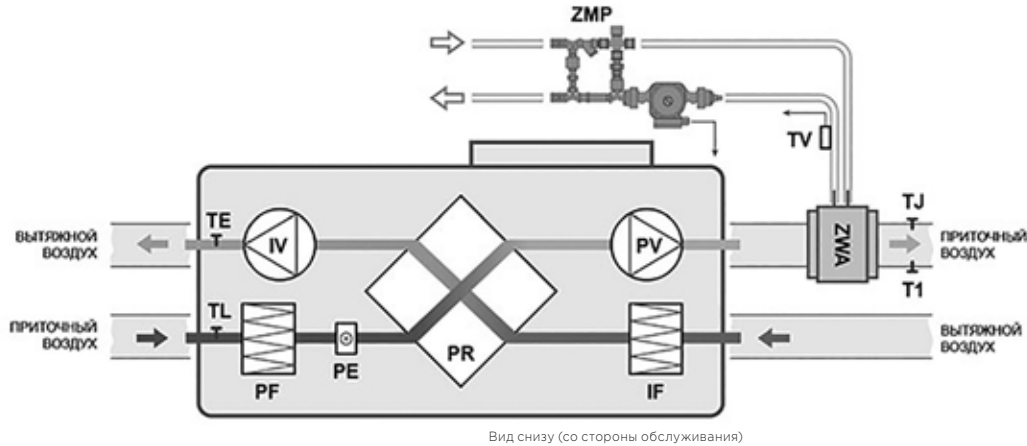 ZMP
TV
TJ
ВЫТЯЖНОЙ
ВОЗДУХ
TE
IV
PV
ZWA
ПРИТОЧНЫЙ
ВОЗДУХ
T1
ПРИТОЧНЫЙ
ВОЗДУХ
TL
PF
PE
PR
IF
ВЫТЯЖНОЙ
ВОЗДУХ
Вид снизу (со стороны обслуживания)